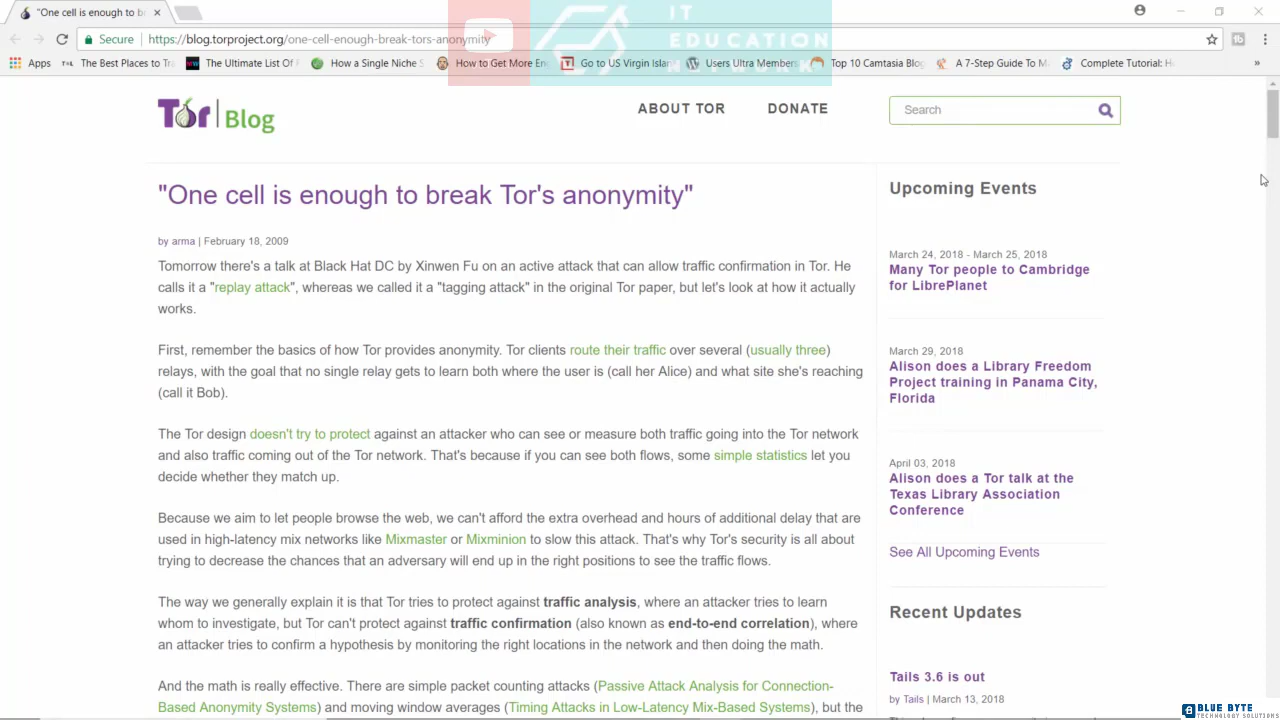 "One cell is enough to b
Secure
https://blog.torproject.org/one-cell-enough-break-tors-anonymity
IT
EDUCATION
Apps
The Best Places to Tra
The Ultimate List Of
How a Single Niche S
How to Get More En
Go to US Virgin Islan
Users Ultra Members
Top 10 Camtasia Blog
A 7-Step Guide To M
Complete Tutorial: H
»
Tor Blog
ABOUT TOR
DONATE
Search
"One cell is enough to break Tor's anonymity"
by arma | February 18, 2009
Tomorrow there's a talk at Black Hat DC by Xinwen Fu on an active attack that can allow traffic confirmation in Tor. He
calls it a "replay attack", whereas we called it a "tagging attack" in the original Tor paper, but let's look at how it actually
works.
First, remember the basics of how Tor provides anonymity. Tor clients route their traffic over several (usually three)
relays, with the goal that no single relay gets to learn both where the user is (call her Alice) and what site she's reaching
(call it Bob).
The Tor design doesn't try to protect against an attacker who can see or measure both traffic going into the Tor network
and also traffic coming out of the Tor network. That's because if you can see both flows, some simple statistics let you
decide whether they match up.
Because we aim to let people browse the web, we can't afford the extra overhead and hours of additional delay that are
used in high-latency mix networks like Mixmaster or Mixminion to slow this attack. That's why Tor's security is all about
trying to decrease the chances that an adversary will end up in the right positions to see the traffic flows.
The way we generally explain it is that Tor tries to protect against traffic analysis, where an attacker tries to learn
whom to investigate, but Tor can't protect against traffic confirmation (also known as end-to-end correlation), where
an attacker tries to confirm a hypothesis by monitoring the right locations in the network and then doing the math.
And the math is really effective. There are simple packet counting attacks (Passive Attack Analysis for Connection-
Based Anonymity Systems) and moving window averages (Timing Attacks in Low-Latency Mix-Based Systems), but the
Upcoming Events
March 24, 2018 - March 25, 2018
Many Tor people to Cambridge
for LibrePlanet
March 29, 2018
Alison does a Library Freedom
Project training in Panama City,
Florida
April 03, 2018
Alison does a Tor talk at the
Texas Library Association
Conference
See All Upcoming Events
Recent Updates
Tails 3.6 is out
by Tails | March 13, 2018
BLUE BYTE
TECHNOLOGY SOLUTIONS